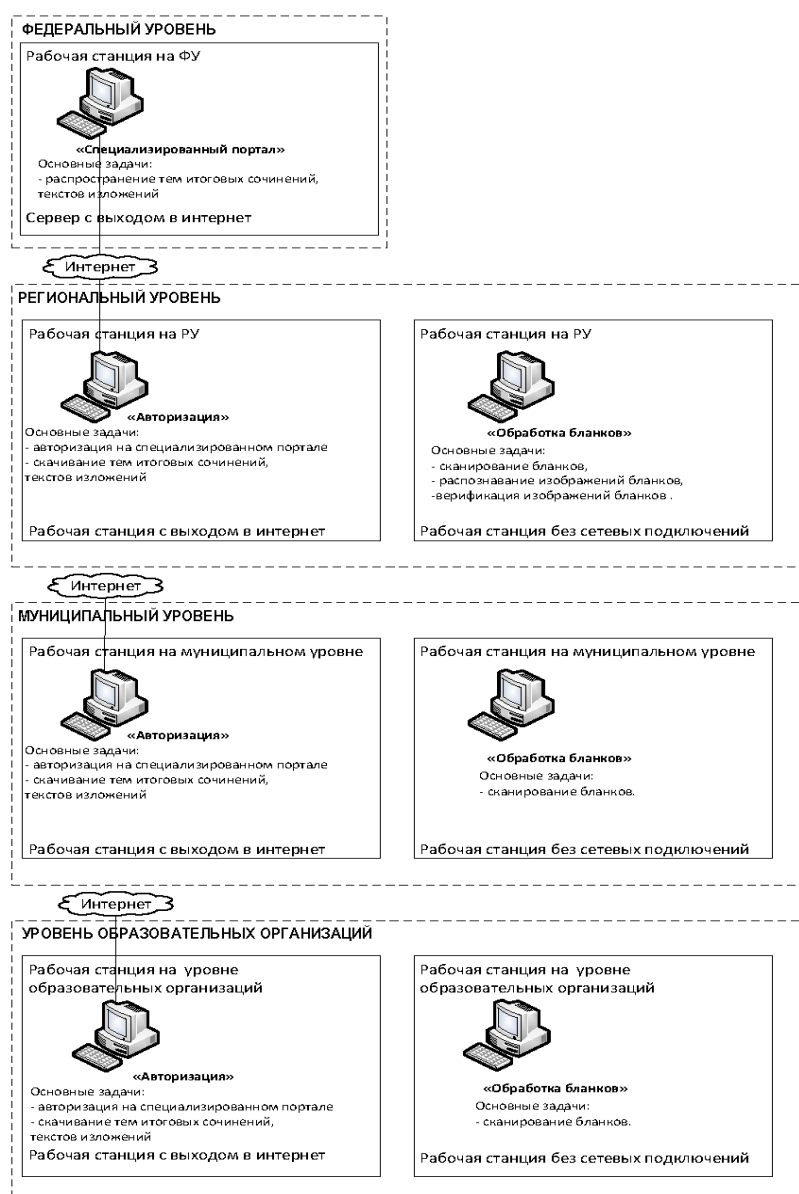 ФЕДЕРАЛЬНЫЙ УРОВЕНЬ
Рабочая станция на ФУ
«Специализированный портал»
Основные задачи:
- распространение тем итоговых сочинений,
текстов изложений
Сервер с выходом в интернет
Интернет
РЕГИОНАЛЬНЫЙ УРОВЕНЬ
Рабочая станция на РУ
«Авторизация»
Основные задачи:
- авторизация на специализированном портале
- скачивание тем итоговых сочинений,
текстов изложений
Рабочая станция с выходом в интернет
Рабочая станция на РУ
«Обработка бланков»
Основные задачи:
- сканирование бланков,
- распознавание изображений бланков,
-верификация изображений бланков .
Рабочая станция без сетевых подключений
Интернет
МУНИЦИПАЛЬНЫЙ УРОВЕНЬ
Рабочая станция на муниципальном уровне
«Авторизация»
Основные задачи:
- авторизация на специализированном портале
- скачивание тем итоговых сочинений,
текстов изложений
Рабочая станция с выходом в интернет
Рабочая станция на муниципальном уровне
«Обработка бланков»
Основные задачи:
- сканирование бланков.
Рабочая станция без сетевых подключений
Интернет
УРОВЕНЬ ОБРАЗОВАТЕЛЬНЫХ ОРГАНИЗАЦИЙ
Рабочая станция на уровне
образовательных организаций
«Авторизация»
Основные задачи:
- авторизация на специализированном портале
- скачивание тем итоговых сочинений,
текстов изложений
Рабочая станция с выходом в интернет
Рабочая станция на уровне
образовательных организаций
«Обработка бланков»
Основные задачи:
- сканирование бланков.
Рабочая станция без сетевых подключений